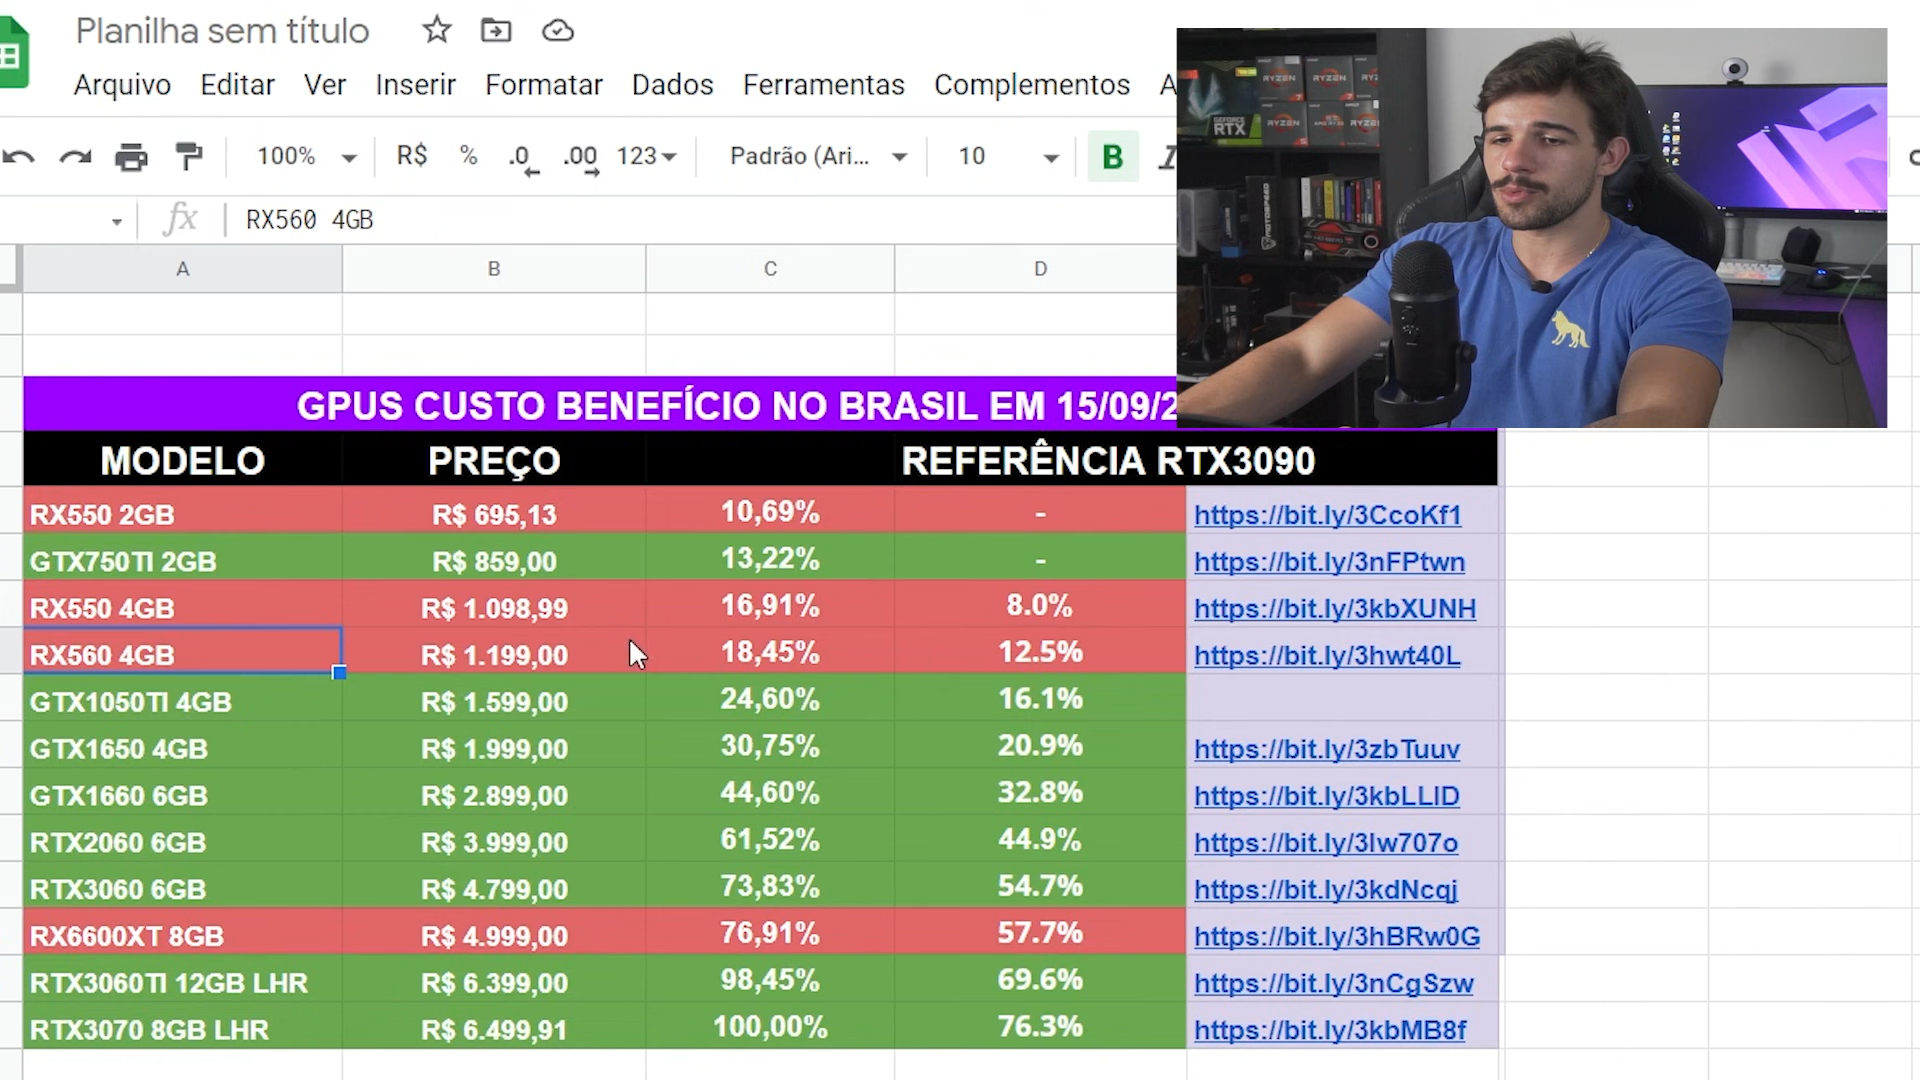 Planilha sem título
Arquivo Editar Ver Inserir Formatar Dados Ferramentas Complementos A
100% R$ % .0 .00 123 Padrão (Ari... 10 B I
fx RX560 4GB
A B C D
GPUS CUSTO BENEFÍCIO NO BRASIL EM 15/09/2
MODELO PREÇO REFERÊNCIA RTX3090
RX550 2GB R$ 695,13 10,69% - https://bit.ly/3CcoKf1
GTX750TI 2GB R$ 859,00 13,22% - https://bit.ly/3nFPtwn
RX550 4GB R$ 1.098,99 16,91% 8.0% https://bit.ly/3kbXUNH
RX560 4GB R$ 1.199,00 18,45% 12.5% https://bit.ly/3hwt40L
GTX1050TI 4GB R$ 1.599,00 24,60% 16.1%
GTX1650 4GB R$ 1.999,00 30,75% 20.9% https://bit.ly/3zbTuuv
GTX1660 6GB R$ 2.899,00 44,60% 32.8% https://bit.ly/3kbLLID
RTX2060 6GB R$ 3.999,00 61,52% 44.9% https://bit.ly/3lw707o
RTX3060 6GB R$ 4.799,00 73,83% 54.7% https://bit.ly/3kdNcqj
RX6600XT 8GB R$ 4.999,00 76,91% 57.7% https://bit.ly/3hBRw0G
RTX3060TI 12GB LHR R$ 6.399,00 98,45% 69.6% https://bit.ly/3nCgSzw
RTX3070 8GB LHR R$ 6.499,91 100,00% 76.3% https://bit.ly/3kbMB8f
RYZEN RYZEN
GEFORCE RTX
RYZEN
MOTOSPEED